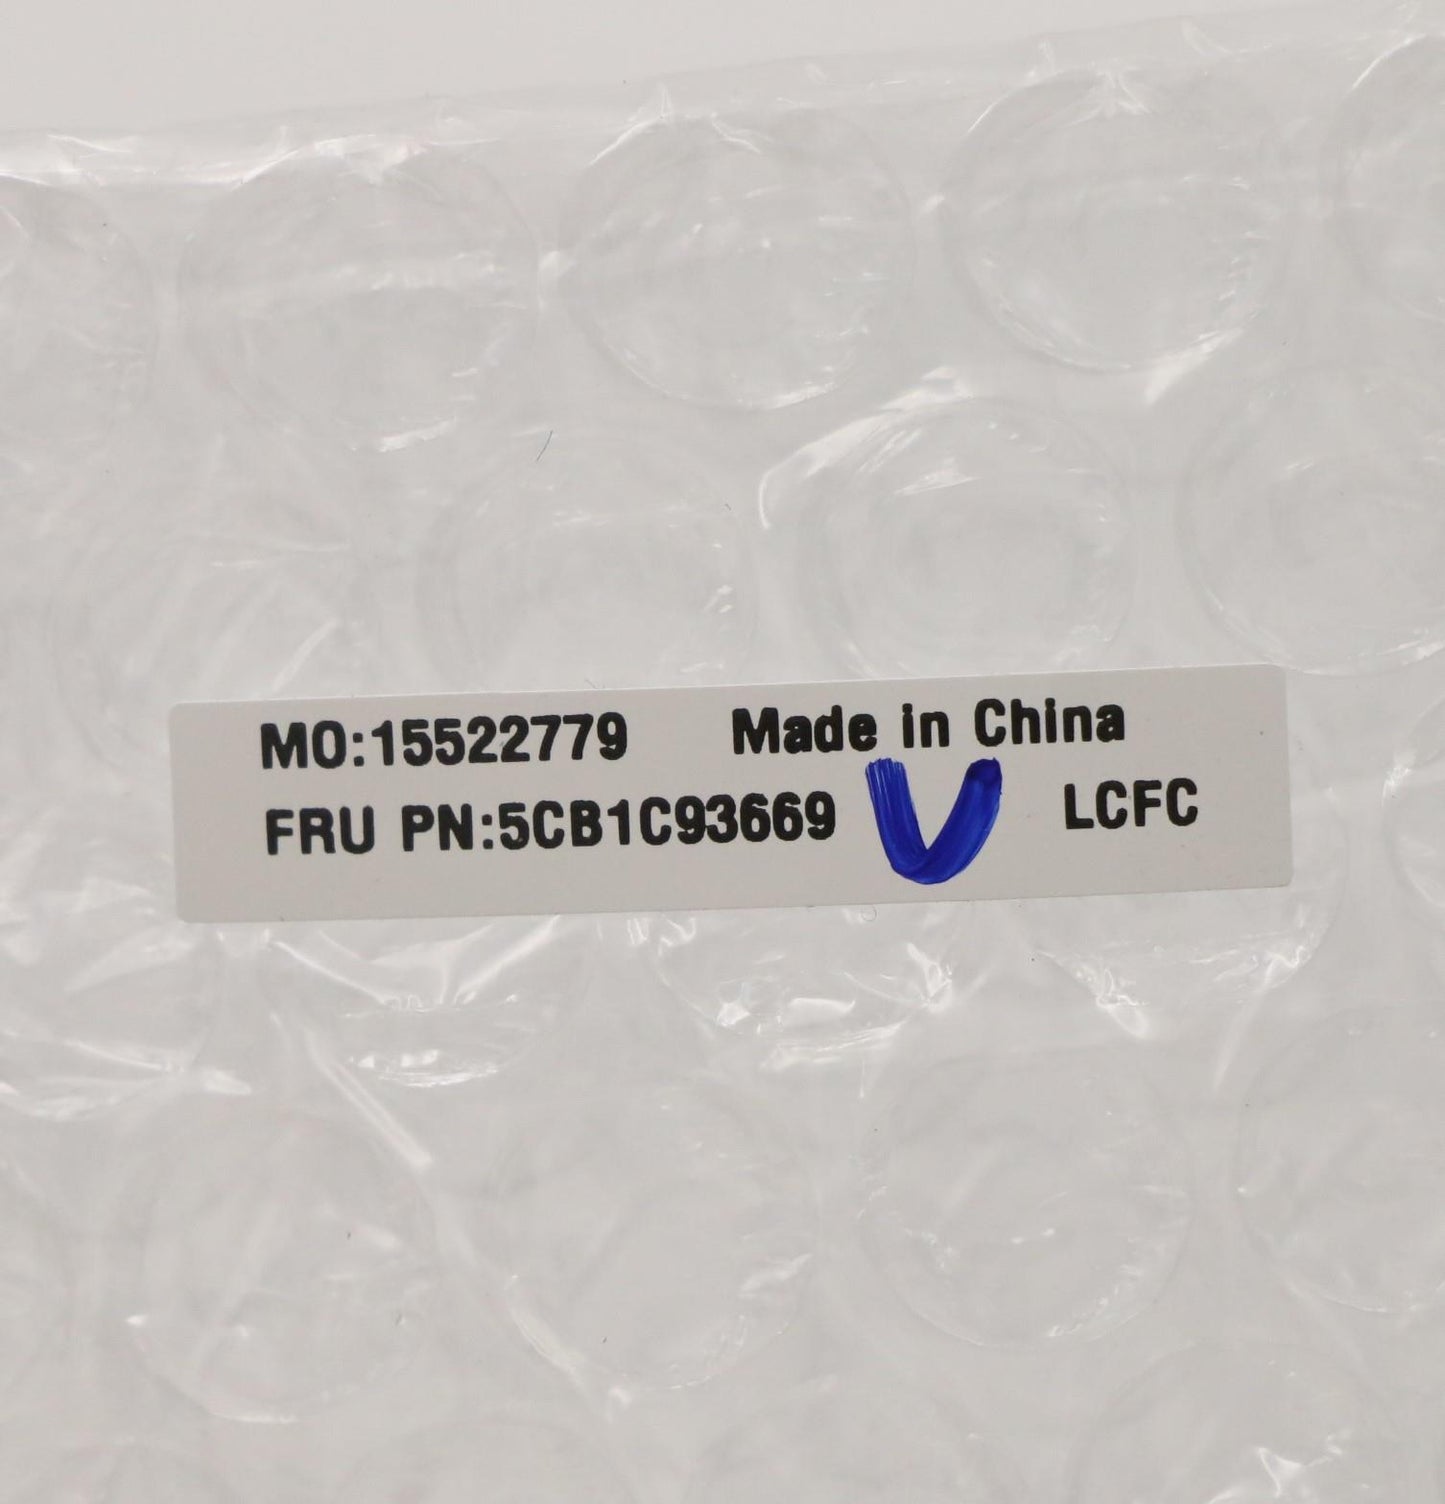 MO:15522779 Made in China
FRU PN:5CB1C93669 V LCFC